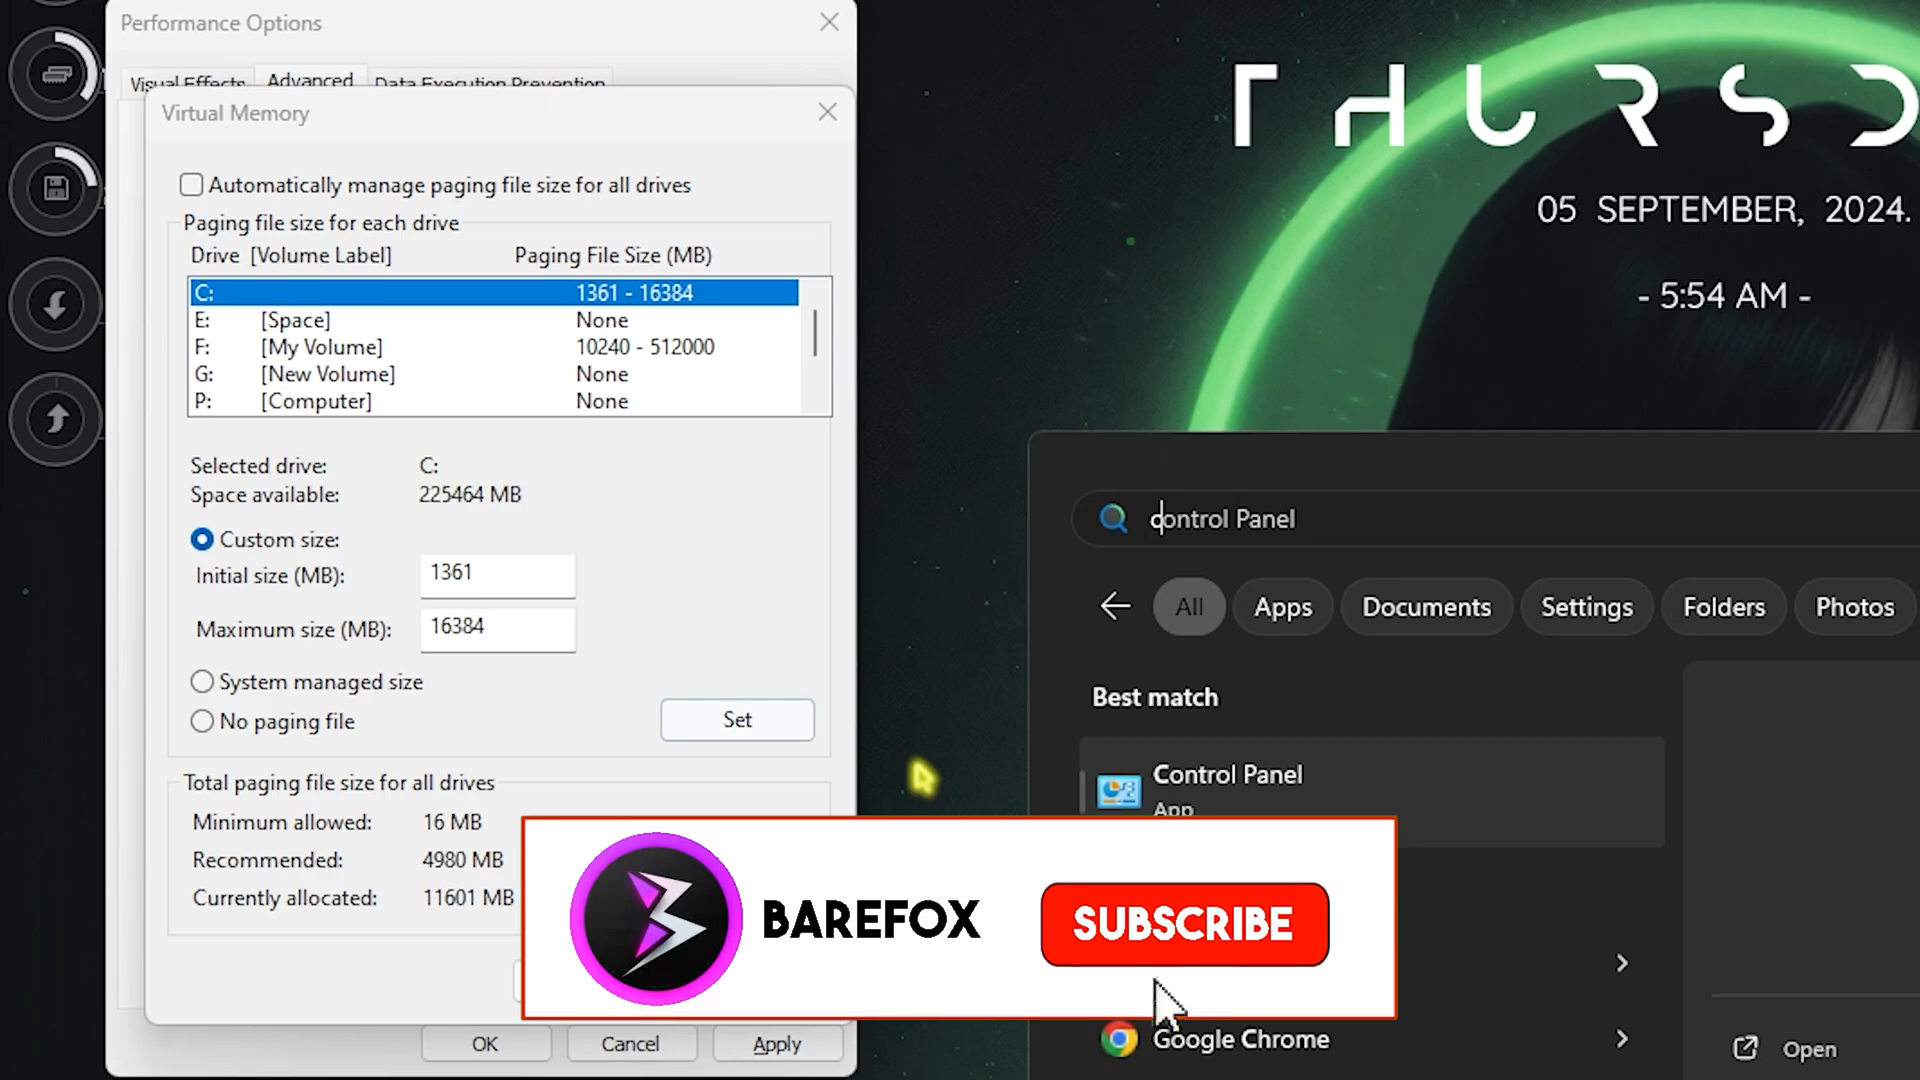 Performance Options
Visual Effects Advanced Data Execution Prevention
Virtual Memory
Automatically manage paging file size for all drives
Paging file size for each drive
Drive [Volume Label] Paging File Size (MB)
C: 1361 - 16384
E: [Space] None
F: [My Volume] 10240 - 512000
G: [New Volume] None
P: [Computer] None
Selected drive: C:
Space available: 225464 MB
Custom size:
Initial size (MB): 1361
Maximum size (MB): 16384
System managed size
No paging file
Set
Total paging file size for all drives
Minimum allowed: 16 MB
Recommended: 4980 MB
Currently allocated: 11601 MB
OK Cancel Apply
THURSD
05 SEPTEMBER, 2024.
- 5:54 AM -
control Panel
All Apps Documents Settings Folders Photos
Best match
Control Panel
App
BAREFOX SUBSCRIBE
Google Chrome
Open